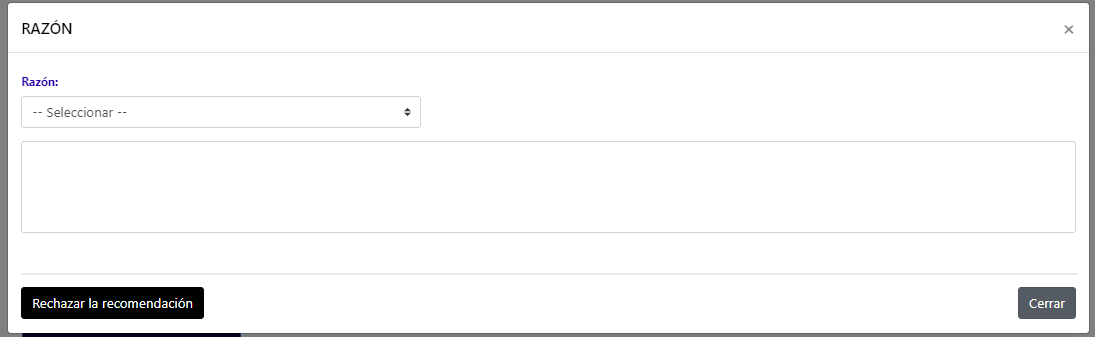 RAZÓN
×
Razón:
-- Seleccionar --
Rechazar la recomendación
Cerrar